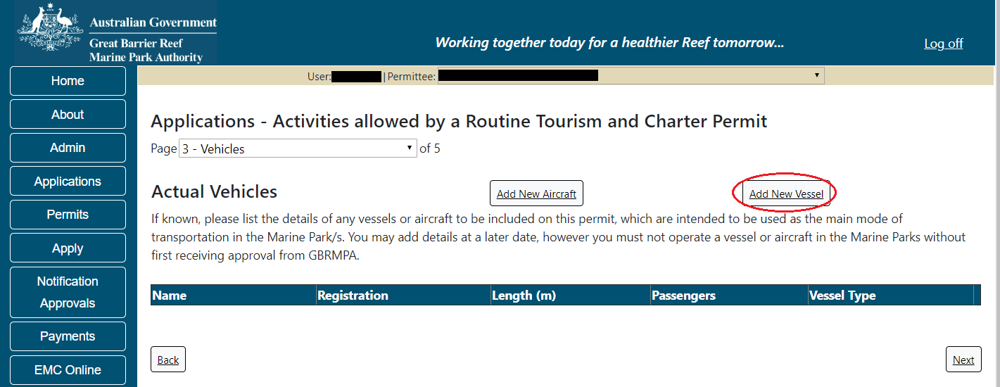 Australian Government
Great Barrier Reef
Marine Park Authority
Working together today for a healthier Reef tomorrow...
Log off
Home
About
Admin
Applications
Permits
Apply
Notification
Approvals
Payments
EMC Online
User: | Permittee:
Applications - Activities allowed by a Routine Tourism and Charter Permit
Page 3 - Vehicles of 5
Actual Vehicles
Add New Aircraft
Add New Vessel
If known, please list the details of any vessels or aircraft to be included on this permit, which are intended to be used as the main mode of
transportation in the Marine Park/s. You may add details at a later date, however you must not operate a vessel or aircraft in the Marine Parks without
first receiving approval from GBRMPA.
Name Registration Length (m) Passengers Vessel Type
Back
Next